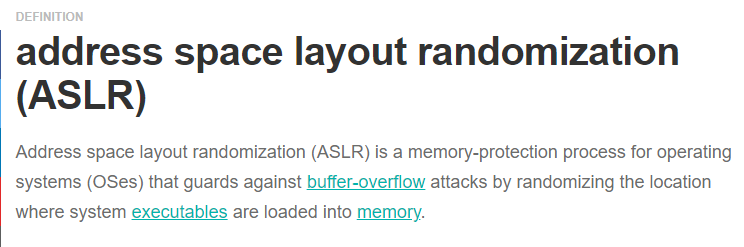 DEFINITION
address space layout randomization
(ASLR)
Address space layout randomization (ASLR) is a memory-protection process for operating
systems (OSes) that guards against buffer-overflow attacks by randomizing the location
where system executables are loaded into memory.